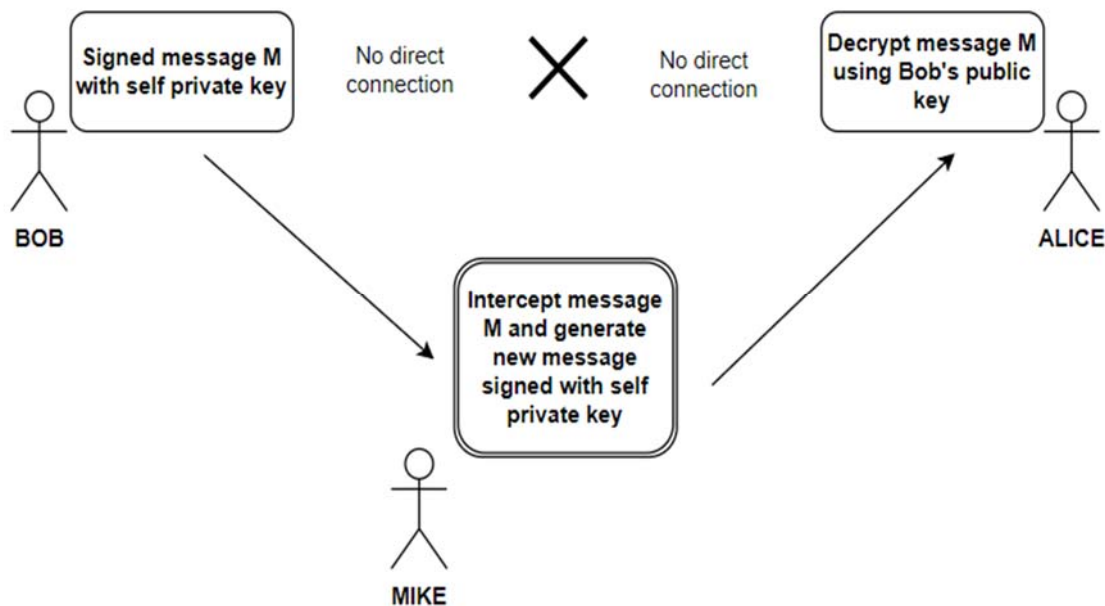 Signed message M
with self private key
No direct
connection
No direct
connection
Decrypt message M
using Bob's public
key
BOB
ALICE
Intercept message
M and generate
new message
signed with self
private key
MIKE